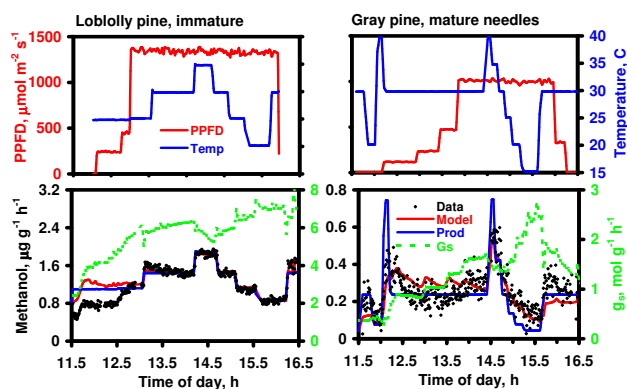 Loblolly pine, immature
Gray pine, mature needles
PPFD, μmol m⁻² s⁻¹
1500
1000
500
0
PPFD
Temp
40
35
30
25
20
15
Temperature, C
Methanol, μg g⁻¹ h⁻¹
3.2
2.4
1.6
0.8
0
8
6
4
2
0
0.8
0.6
0.4
0.2
0
Data
Model
Prod
Gs
3
2
1
0
g_SI mol g⁻¹ h⁻¹
11.5 12.5 13.5 14.5 15.5 16.5
11.5 12.5 13.5 14.5 15.5 16.5
Time of day, h
Time of day, h